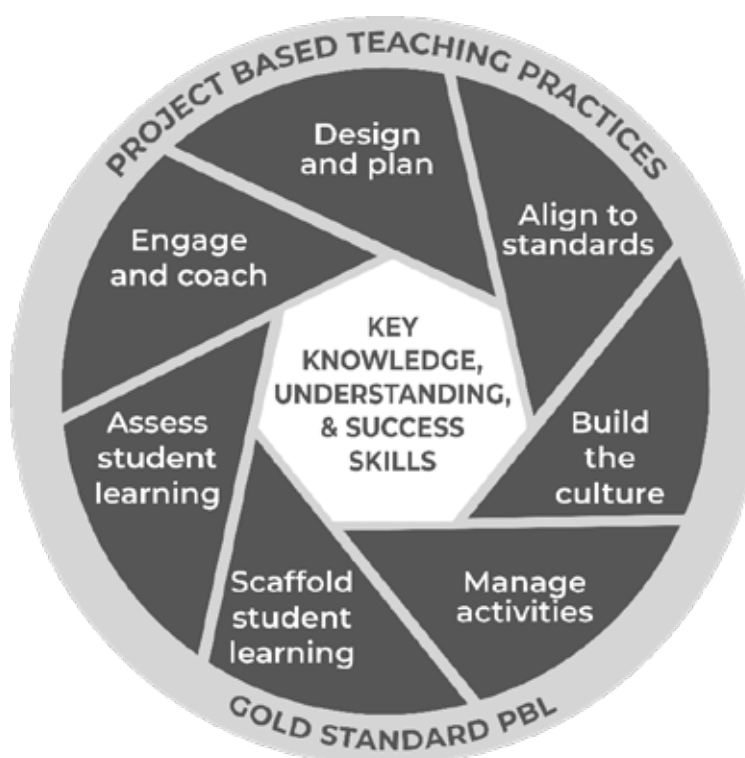 PROJECT BASED TEACHING PRACTICES
Design
and plan
Align to
standards
Build
the
culture
Manage
activities
Scaffold
student
learning
Assess
student
learning
Engage
and coach
KEY
KNOWLEDGE,
UNDERSTANDING,
& SUCCESS
SKILLS
GOLD STANDARD PBL